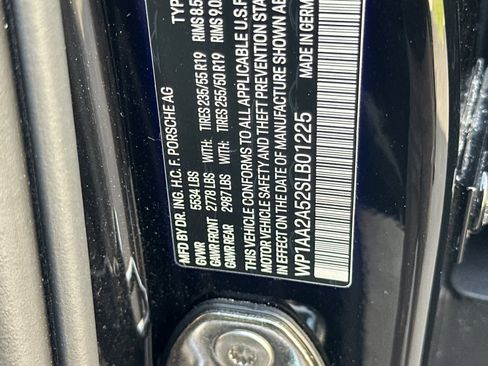 MFD BY DR. ING. H.C. F. PORSCHE AG
GVWR 5534 LBS
GAWR FRONT 2778 LBS WITH: TIRES 235/55 R19 RIMS 8.
GAWR REAR 2987 LBS WITH: TIRES 255/50 R19 RIMS 9.0
THIS VEHICLE CONFORMS TO ALL APPLICABLE U.S. F
MOTOR VEHICLE SAFETY AND THEFT PREVENTION STA
IN EFFECT ON THE DATE OF MANUFACTURE SHOWN AB
WP1AA2A52SLB01225 MADE IN GERM
TYP